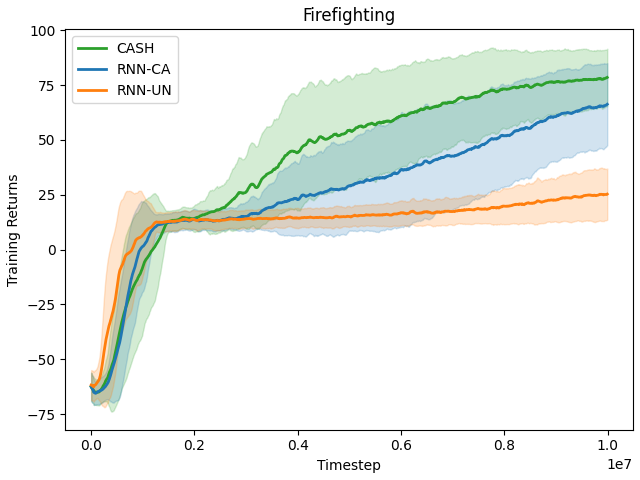 Firefighting
CASH
RNN-CA
RNN-UN
Training Returns
100
75
50
25
0
−25
−50
−75
0.0 0.2 0.4 0.6 0.8 1.0
1e7
Timestep